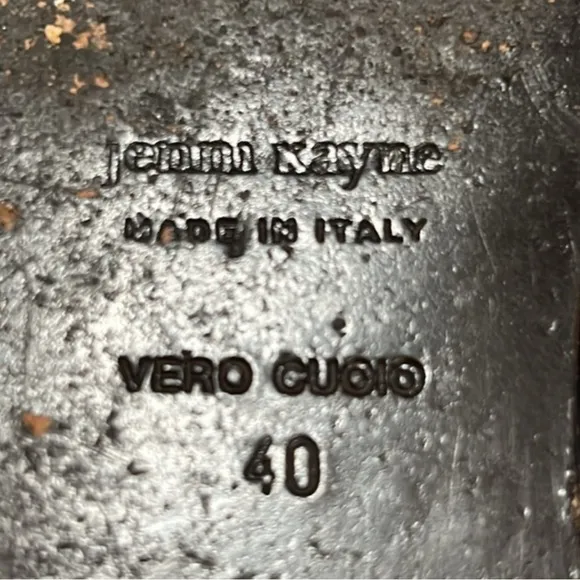 jenni kayne
MADE IN ITALY
VERO CUOIO
40